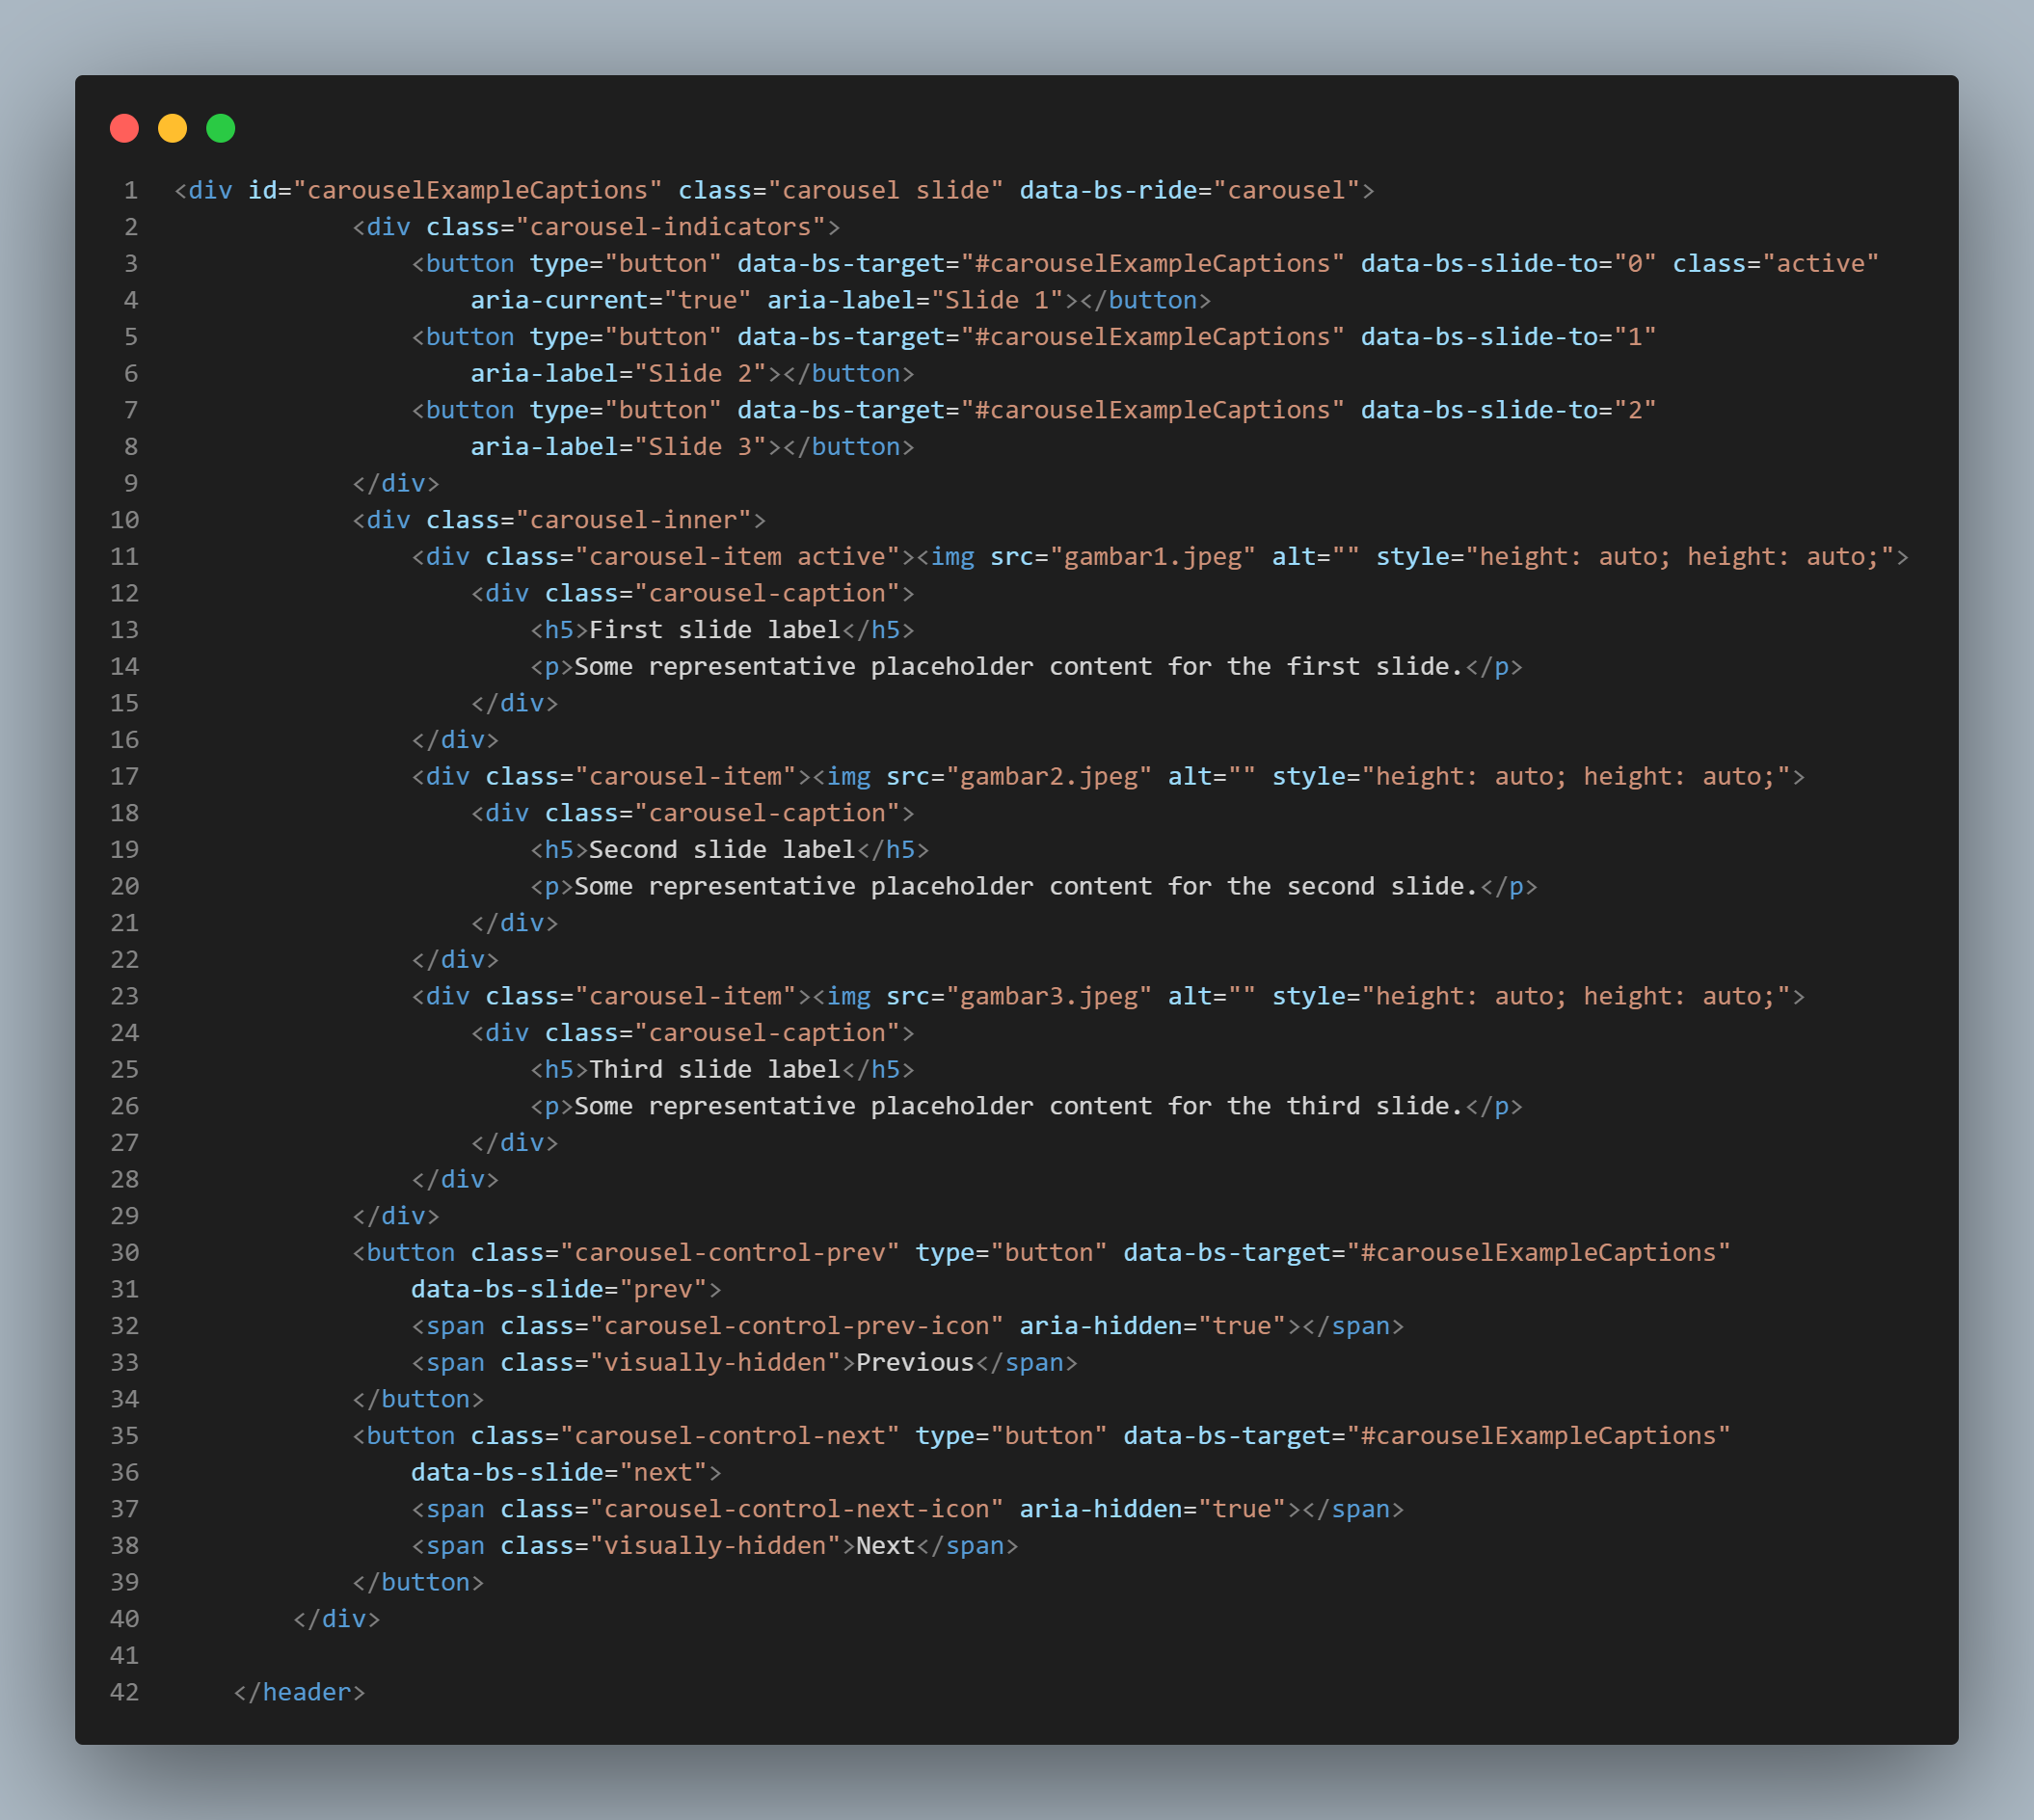 1 <div id="carouselExampleCaptions" class="carousel slide" data-bs-ride="carousel">
2             <div class="carousel-indicators">
3                 <button type="button" data-bs-target="#carouselExampleCaptions" data-bs-slide-to="0" class="active"
4                     aria-current="true" aria-label="Slide 1"></button>
5                 <button type="button" data-bs-target="#carouselExampleCaptions" data-bs-slide-to="1"
6                     aria-label="Slide 2"></button>
7                 <button type="button" data-bs-target="#carouselExampleCaptions" data-bs-slide-to="2"
8                     aria-label="Slide 3"></button>
9             </div>
10             <div class="carousel-inner">
11                 <div class="carousel-item active"><img src="gambar1.jpeg" alt="" style="height: auto; height: auto;">
12                     <div class="carousel-caption">
13                         <h5>First slide label</h5>
14                         <p>Some representative placeholder content for the first slide.</p>
15                     </div>
16                 </div>
17                 <div class="carousel-item"><img src="gambar2.jpeg" alt="" style="height: auto; height: auto;">
18                     <div class="carousel-caption">
19                         <h5>Second slide label</h5>
20                         <p>Some representative placeholder content for the second slide.</p>
21                     </div>
22                 </div>
23                 <div class="carousel-item"><img src="gambar3.jpeg" alt="" style="height: auto; height: auto;">
24                     <div class="carousel-caption">
25                         <h5>Third slide label</h5>
26                         <p>Some representative placeholder content for the third slide.</p>
27                     </div>
28                 </div>
29             </div>
30             <button class="carousel-control-prev" type="button" data-bs-target="#carouselExampleCaptions"
31                 data-bs-slide="prev">
32                 <span class="carousel-control-prev-icon" aria-hidden="true"></span>
33                 <span class="visually-hidden">Previous</span>
34             </button>
35             <button class="carousel-control-next" type="button" data-bs-target="#carouselExampleCaptions"
36                 data-bs-slide="next">
37                 <span class="carousel-control-next-icon" aria-hidden="true"></span>
38                 <span class="visually-hidden">Next</span>
39             </button>
40         </div>
41
42     </header>